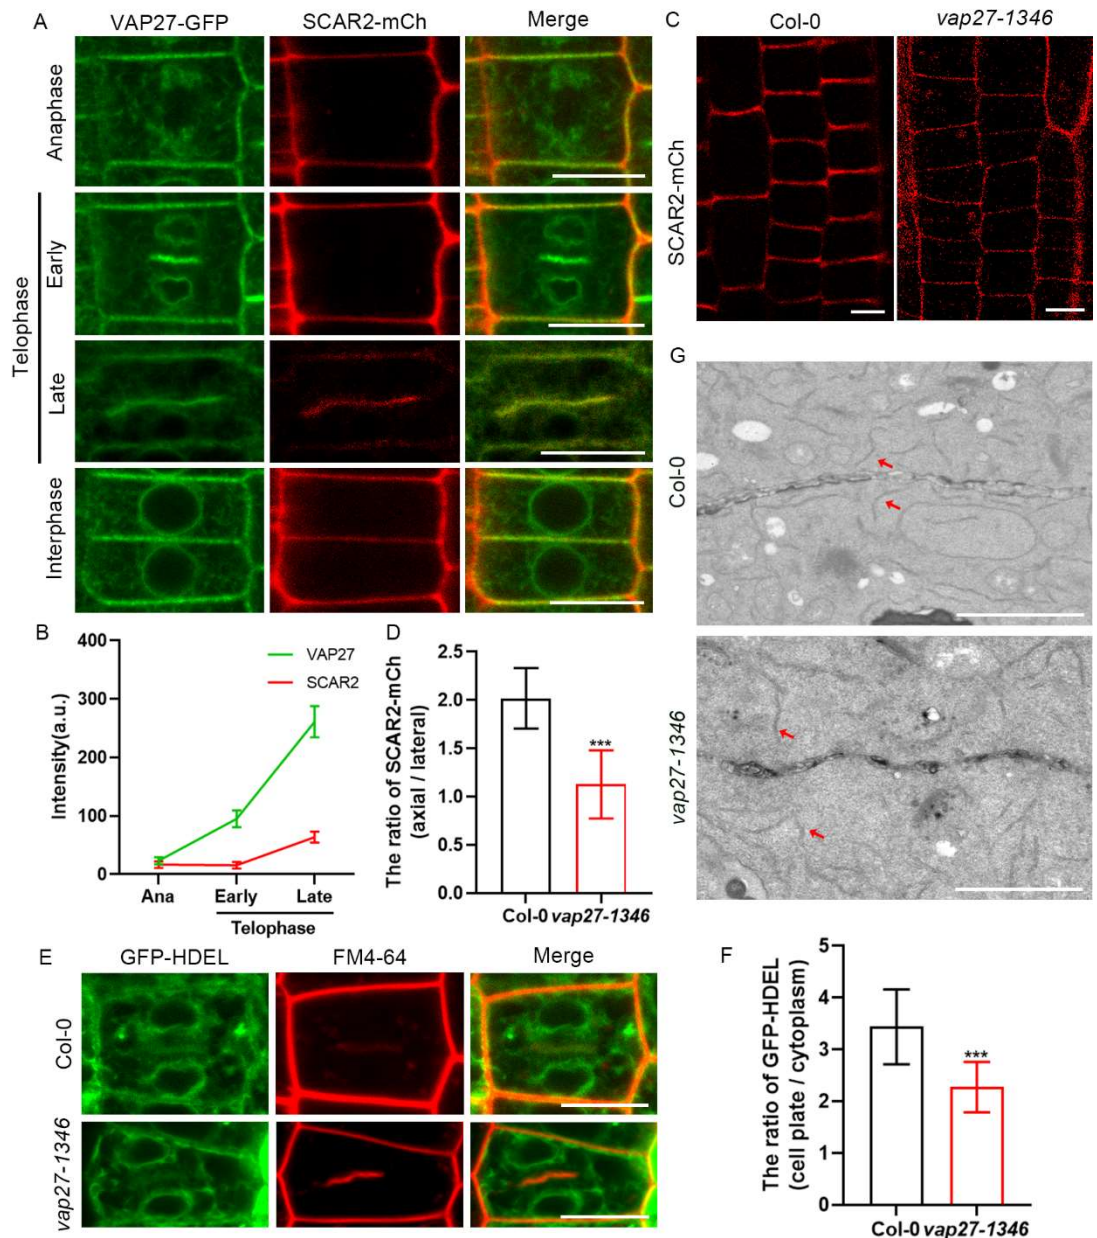 A
VAP27-GFP
SCAR2-mCh
Merge
Anaphase
Telophase
Early
Late
Interphase
C
Col-0
vap27-1346
SCAR2-mCh
G
Col-0
vap27-1346
B
400
300
200
100
0
Intensity(a.u.)
VAP27
SCAR2
Ana
Early
Late
Telophase
D
2.5
2.0
1.5
1.0
0.5
0.0
The ratio of SCAR2-mCh
(axial / lateral)
***
Col-0 vap27-1346
E
GFP-HDEL
FM4-64
Merge
Col-0
vap27-1346
F
5
4
3
2
1
0
The ratio of GFP-HDEL
(cell plate / cytoplasm)
***
Col-0 vap27-1346